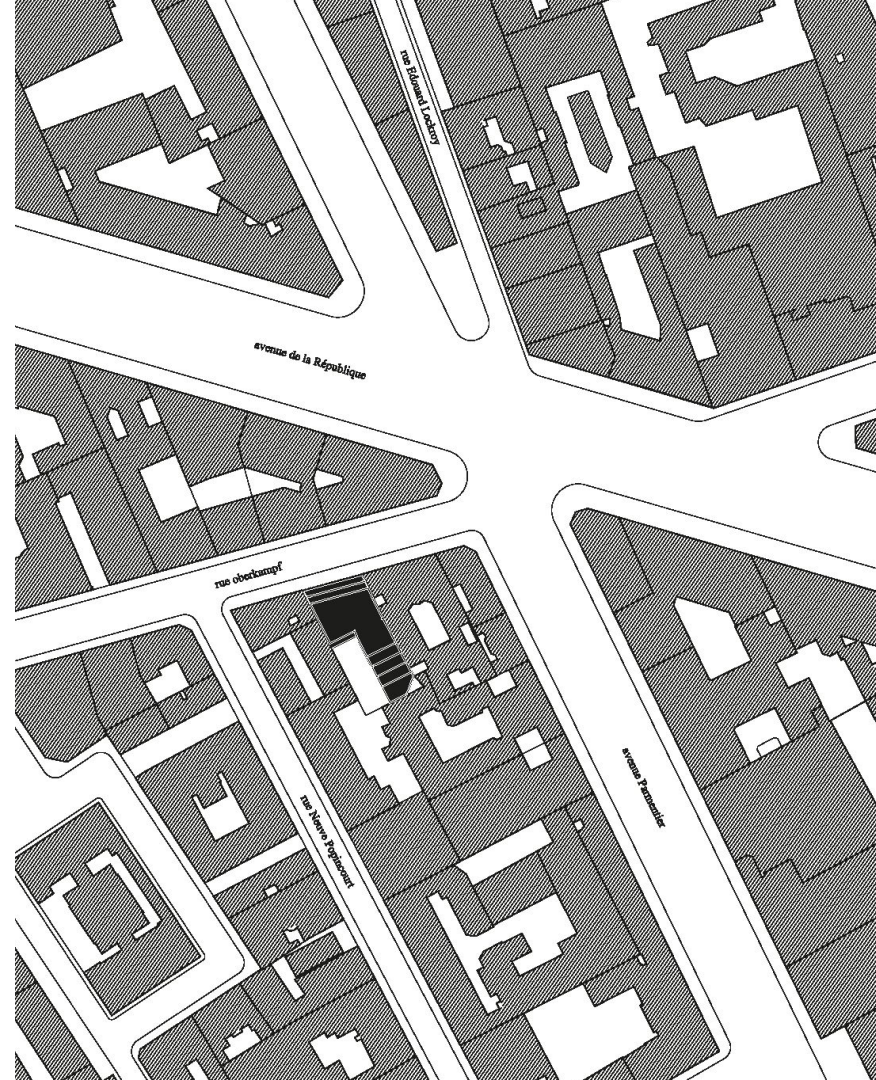 rue Edouard Lockroy
avenue de la République
rue oberkampf
avenue Parmentier
rue Neuve Popincourt